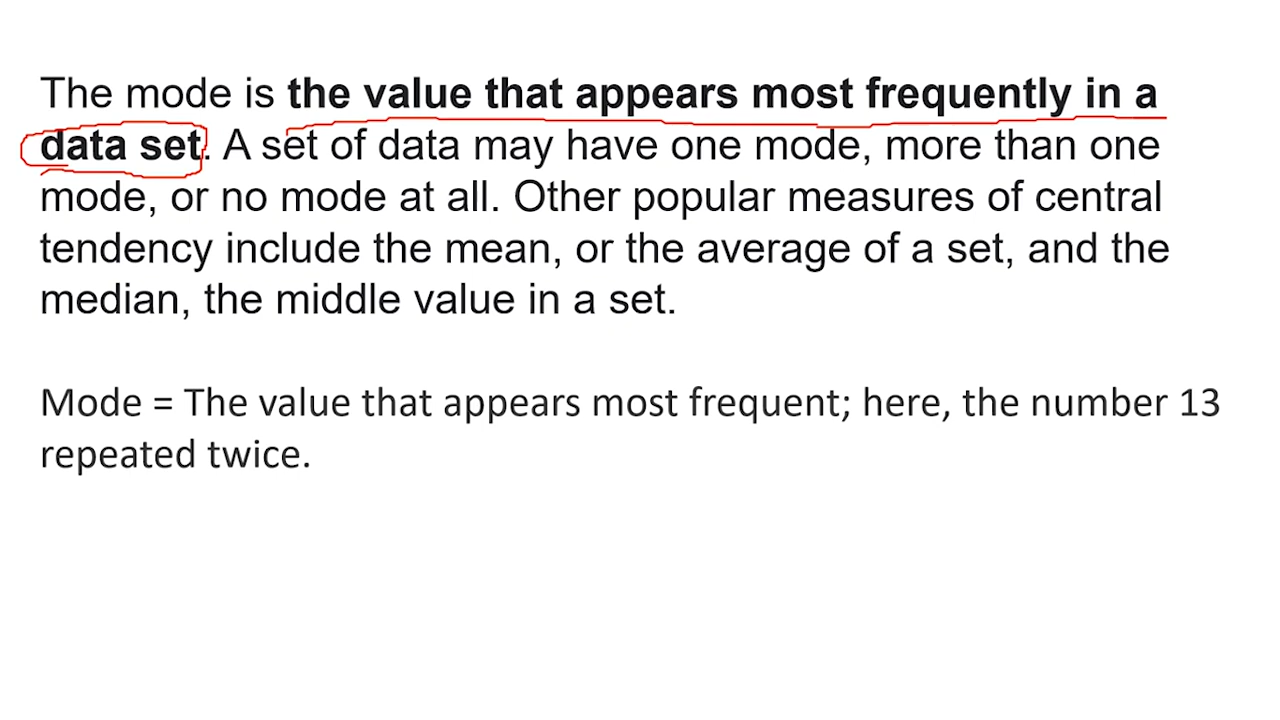 The mode is the value that appears most frequently in a
data set. A set of data may have one mode, more than one
mode, or no mode at all. Other popular measures of central
tendency include the mean, or the average of a set, and the
median, the middle value in a set.
Mode = The value that appears most frequent; here, the number 13
repeated twice.